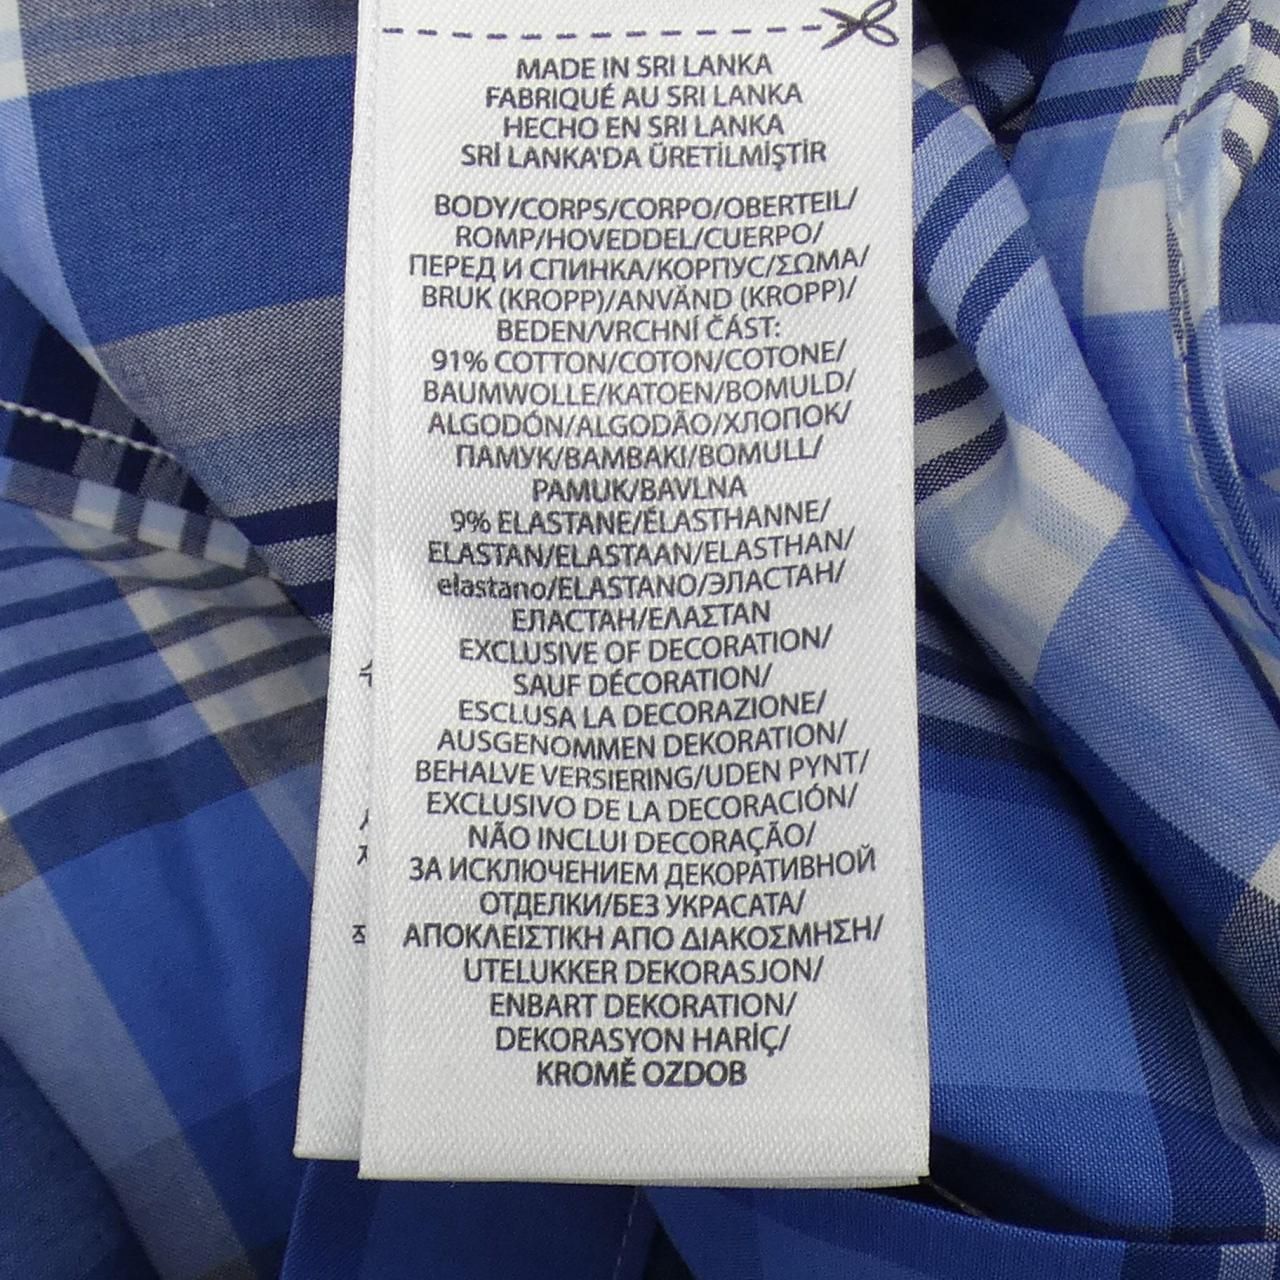 MADE IN SRI LANKA
FABRIQUÉ AU SRI LANKA
HECHO EN SRI LANKA
SRİ LANKA'DA ÜRETİLMİŞTİR
BODY/CORPS/CORPO/OBERTEIL/
ROMP/HOVEDDEL/CUERPO/
ПЕРЕД И СПИНКА/КОРПУС/ΣΩΜΑ/
BRUK (KROPP)/ANVÄND (KROPP)/
BEDEN/VRCHNÍ ČÁST:
91% COTTON/COTON/COTONE/
BAUMWOLLE/KATOEN/BOMULD/
ALGODÓN/ALGODÃO/ХЛОПОК/
ПАМУК/BAMBAKI/BOMULL/
PAMUK/BAVLNA
9% ELASTANE/ÉLASTHANNE/
ELASTAN/ELASTAAN/ELASTHAN/
elastano/ELASTANO/ЭЛАСТАН/
ЕЛАСТАН/ΕΛΑΣΤΑΝ
EXCLUSIVE OF DECORATION/
SAUF DÉCORATION/
ESCLUSA LA DECORAZIONE/
AUSGENOMMEN DEKORATION/
BEHALVE VERSIERING/UDEN PYNT/
EXCLUSIVO DE LA DECORACIÓN/
NÃO INCLUI DECORAÇÃO/
ЗА ИСКЛЮЧЕНИЕМ ДЕКОРАТИВНОЙ
ОТДЕЛКИ/БЕЗ УКРАСАТА/
ΑΠΟΚΛΕΙΣΤΙΚΗ ΑΠΟ ΔΙΑΚΟΣΜΗΣΗ/
UTELUKKER DEKORASJON/
ENBART DEKORATION/
DEKORASYON HARİÇ/
KROMĚ OZDOB